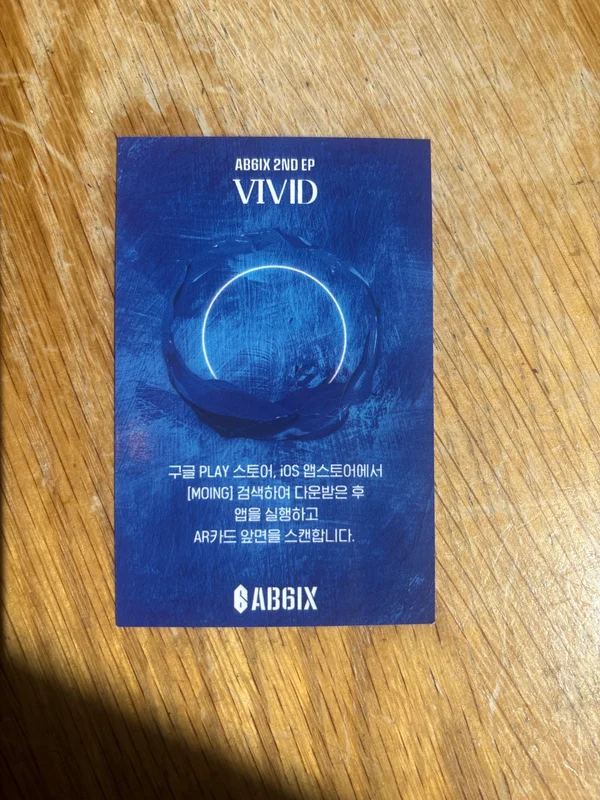 AB6IX 2ND EP
VIVID
구글 PLAY 스토어, iOS 앱스토어에서
[MOING] 검색하여 다운받은 후
앱을 실행하고
AR카드 앞면을 스캔합니다.
AB6IX